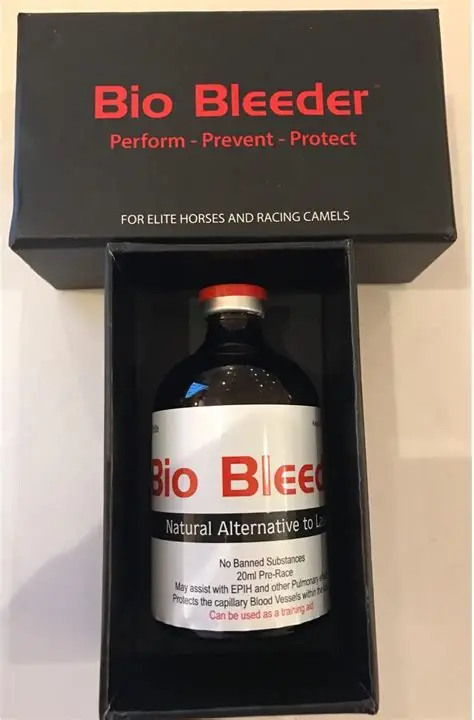 Bio Bleeder
Perform - Prevent - Protect
FOR ELITE HORSES AND RACING CAMELS
Bio
Natural Alternative to
No Banned Substances
20ml Pre-Race
May assist with EPIH and other Pulmonary
Protects the capillary Blood Vessels within the
Can be used as a training aid